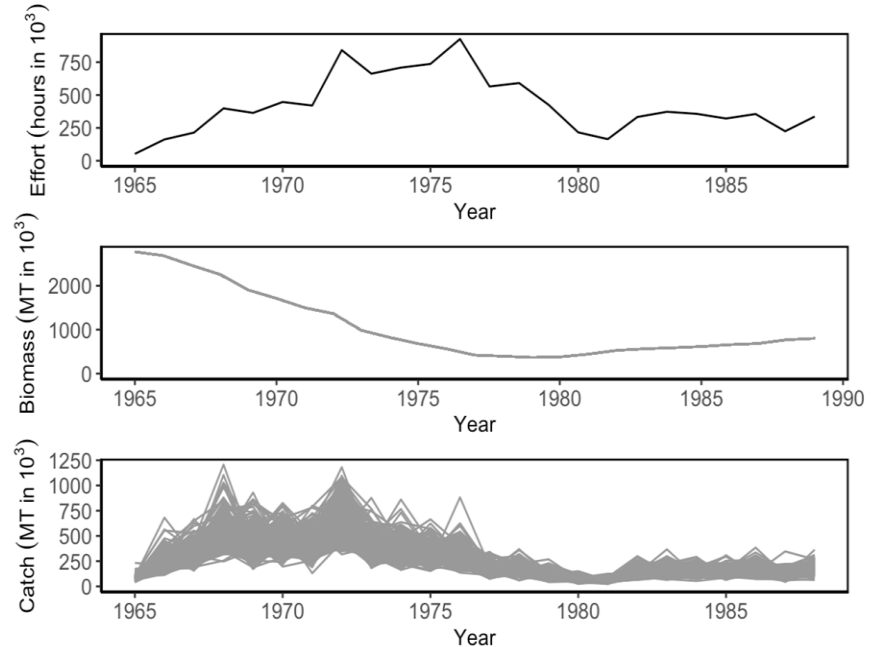 Effort (hours in 10³)
750
500
250
0
1965 1970 1975 1980 1985
Year
Biomass (MT in 10³)
2000
1000
0
1965 1970 1975 1980 1985 1990
Year
Catch (MT in 10³)
1250
1000
750
500
250
0
1965 1970 1975 1980 1985
Year